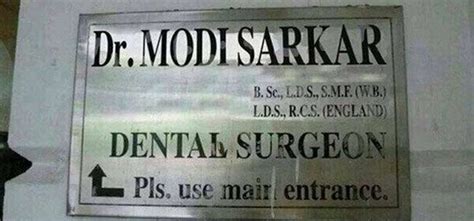 Dr. MODI SARKAR
B. Sc., L.D.S., S.M.F. (W.B.)
L.D.S., R.C.S. (ENGLAND)
DENTAL SURGEON
Pls. use main entrance.